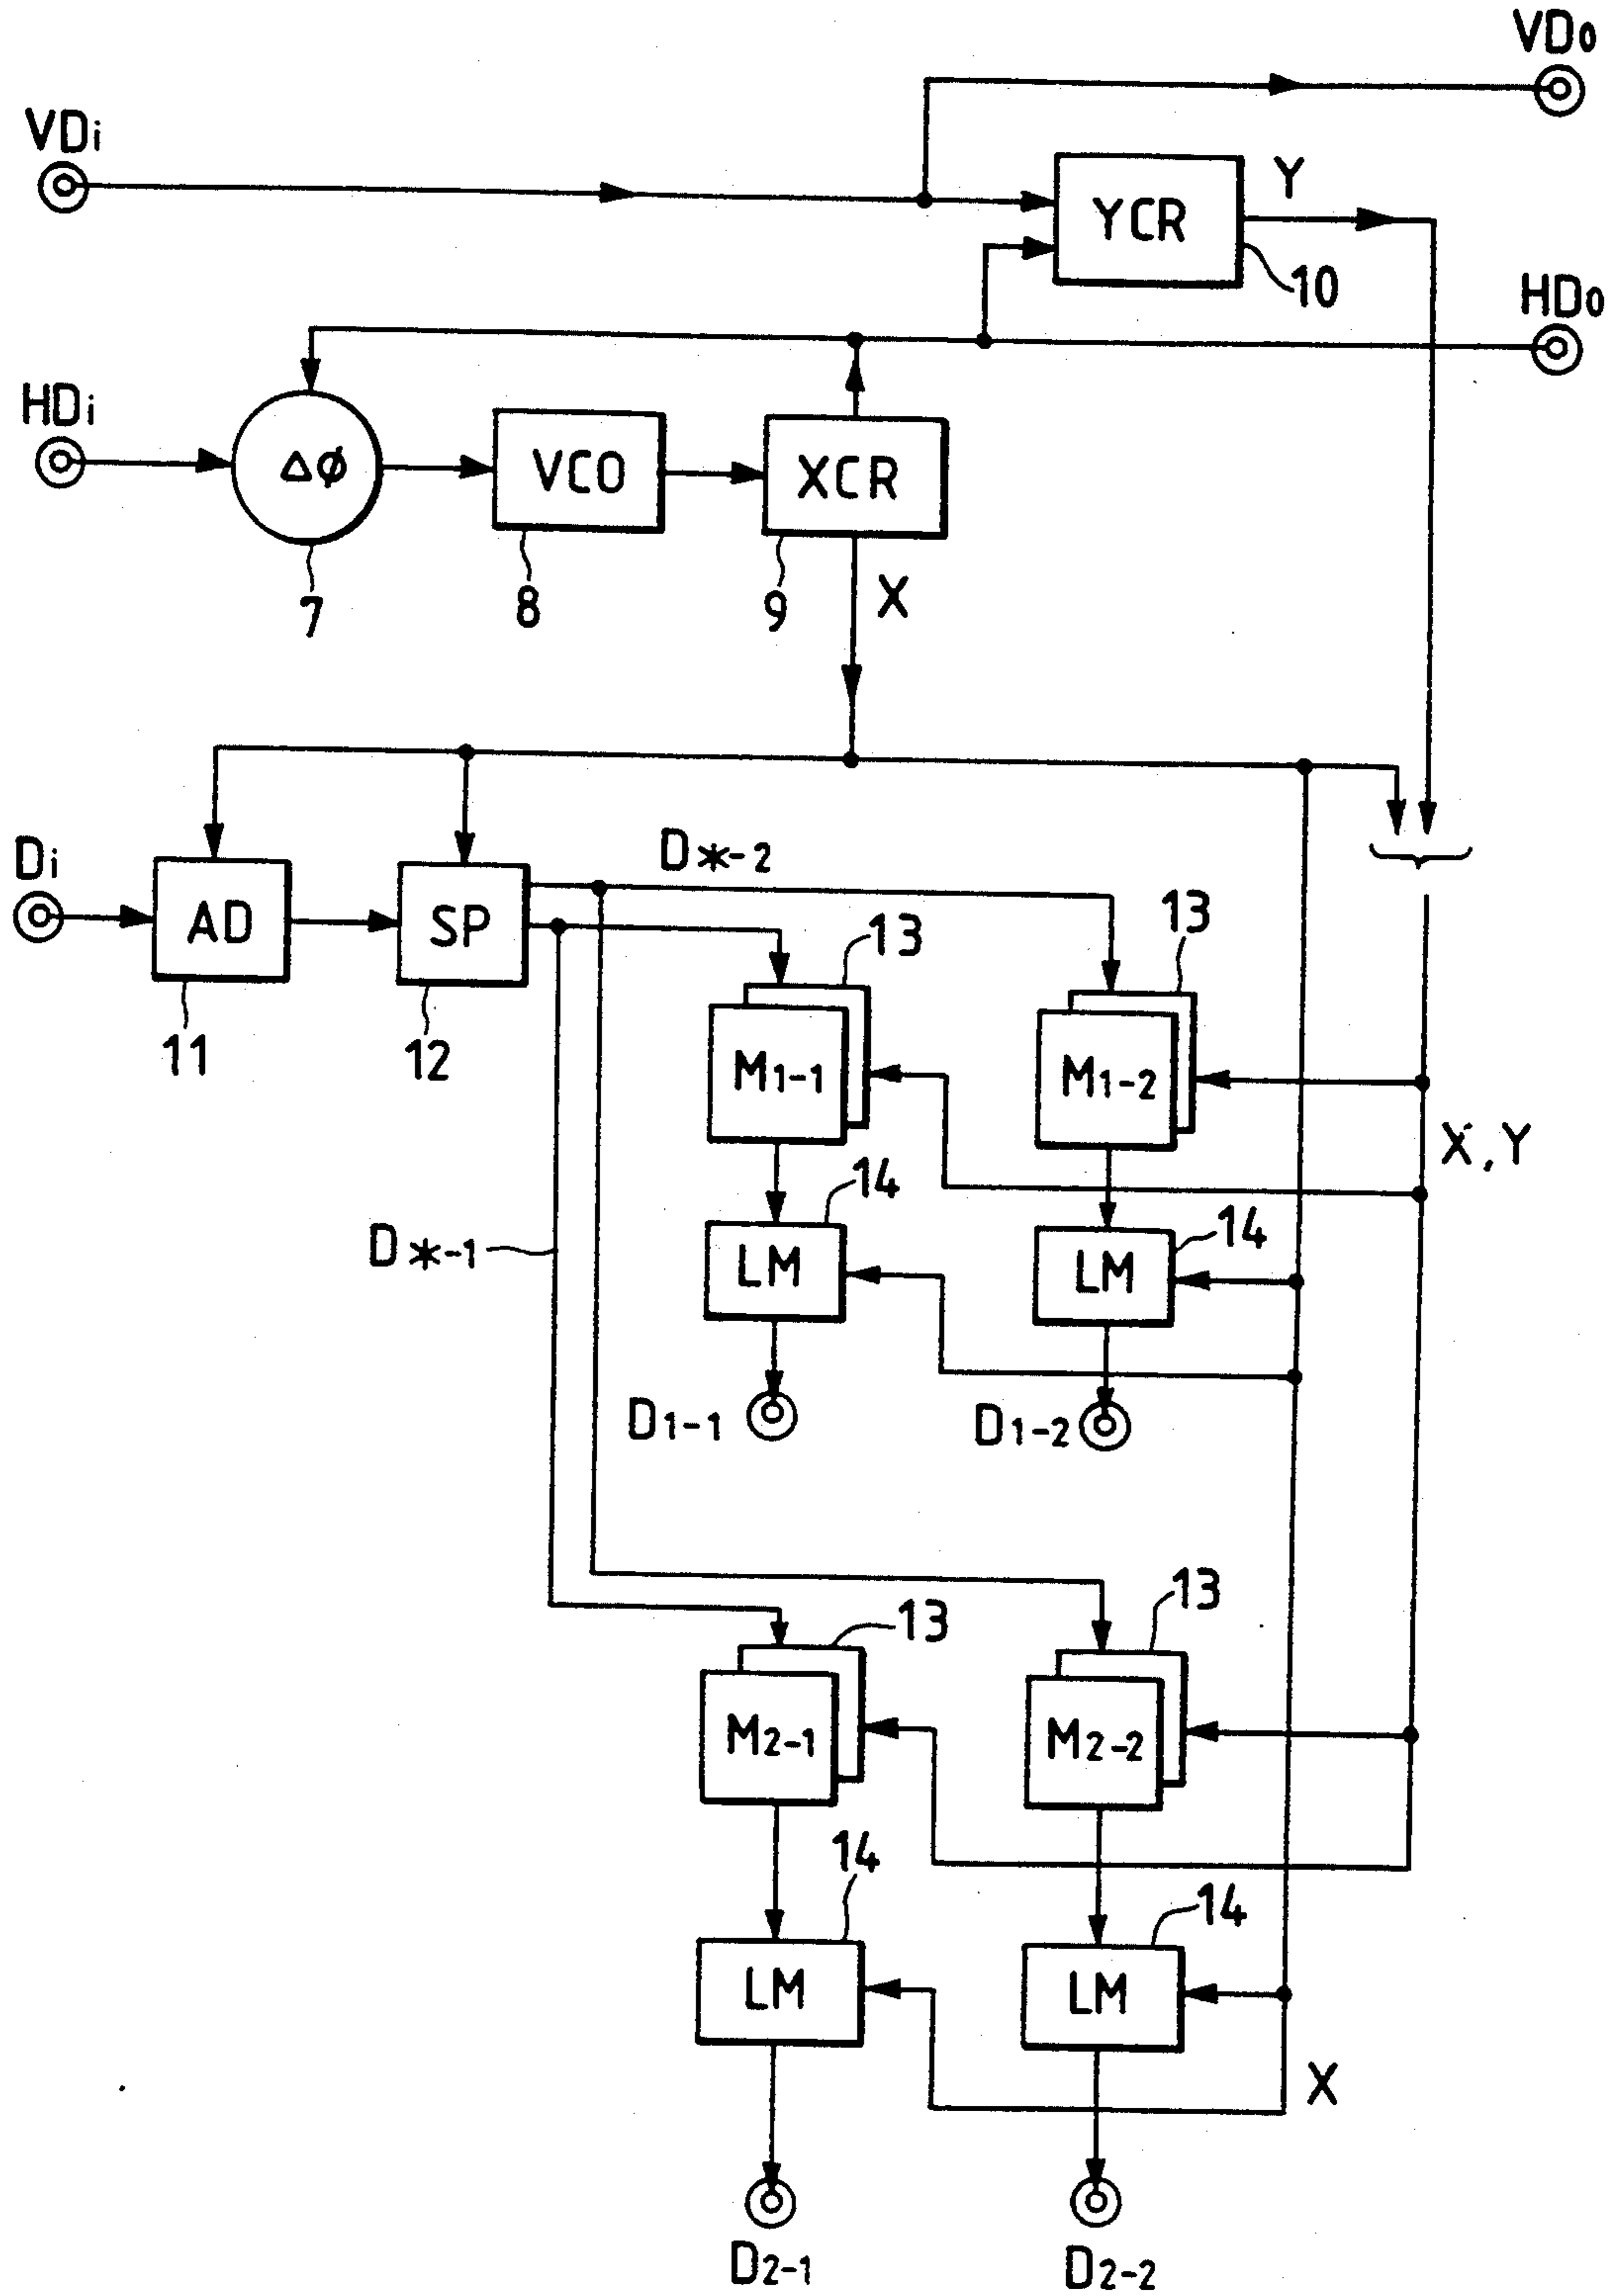 VD0
VDi
YCR
Y
10
HD0
HDi
ΔΦ
VCO
XCR
7
8
9
X
Di
AD
SP
D*-2
13
13
11
12
M1-1
M1-2
X,Y
14
14
D*-1
LM
LM
D1-1
D1-2
13
13
M2-1
M2-2
14
14
LM
LM
X
D2-1
D2-2